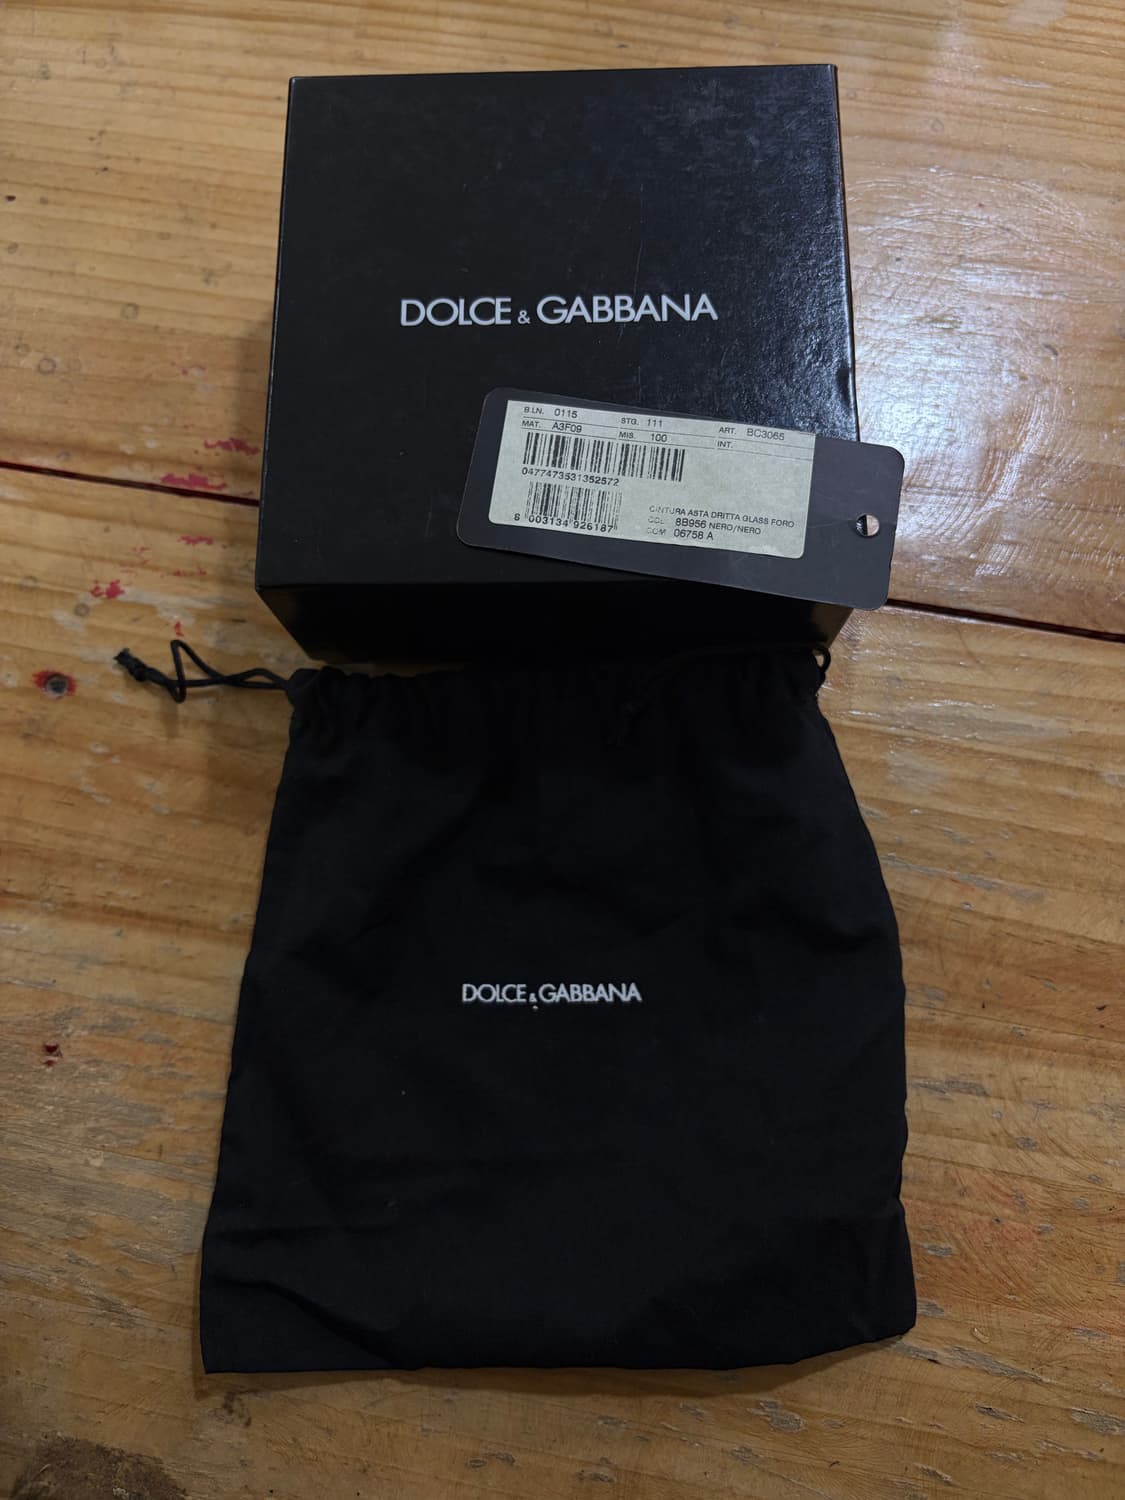 DOLCE & GABBANA
B.LN. 0115 STG. 111 ART. BC3065
MAT. A3F09 MIS. 100 INT.
0477473531352572
8 003134 926187
CINTURA ASTA DRITTA GLASS FORO
COL. 8B956 NERO/NERO
COM 06758 A
DOLCE & GABBANA